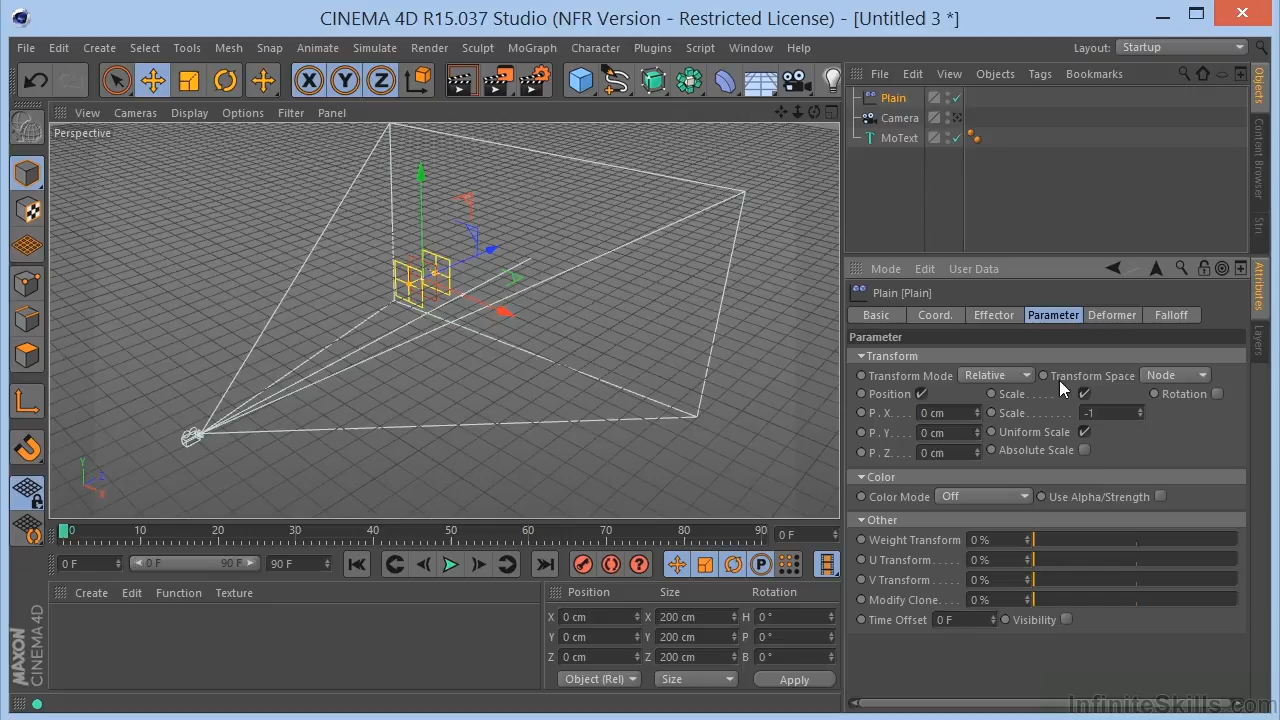 CINEMA 4D R15.037 Studio (NFR Version - Restricted License) - [Untitled 3 *]
File Edit Create Select Tools Mesh Snap Animate Simulate Render Sculpt MoGraph Character Plugins Script Window Help Layout: Startup
X Y Z
File Edit View Objects Tags Bookmarks
Objects
Content Browser
Stri
View Cameras Display Options Filter Panel
Perspective
Plain
Camera
MoText
Y
Z
X
Mode Edit User Data
Attributes
Layers
Plain [Plain]
Basic Coord. Effector Parameter Deformer Falloff
Parameter
Transform
Transform Mode Relative Transform Space Node
Position Scale..... Rotation
P . X. . . . 0 cm Scale........ -1
P . Y. . . . 0 cm Uniform Scale
P . Z. . . . 0 cm Absolute Scale
Color
Color Mode Off Use Alpha/Strength
Other
Weight Transform 0 %
U Transform..... 0 %
V Transform..... 0 %
Modify Clone.... 0 %
Time Offset 0 F Visibility
0 10 20 30 40 50 60 70 80 90 0 F
0 F 0 F 90 F 90 F
P
Create Edit Function Texture
Position Size Rotation
X 0 cm X 200 cm H 0 °
Y 0 cm Y 200 cm P 0 °
Z 0 cm Z 200 cm B 0 °
Object (Rel) Size Apply
MAXON
CINEMA 4D
InfiniteSkills.com